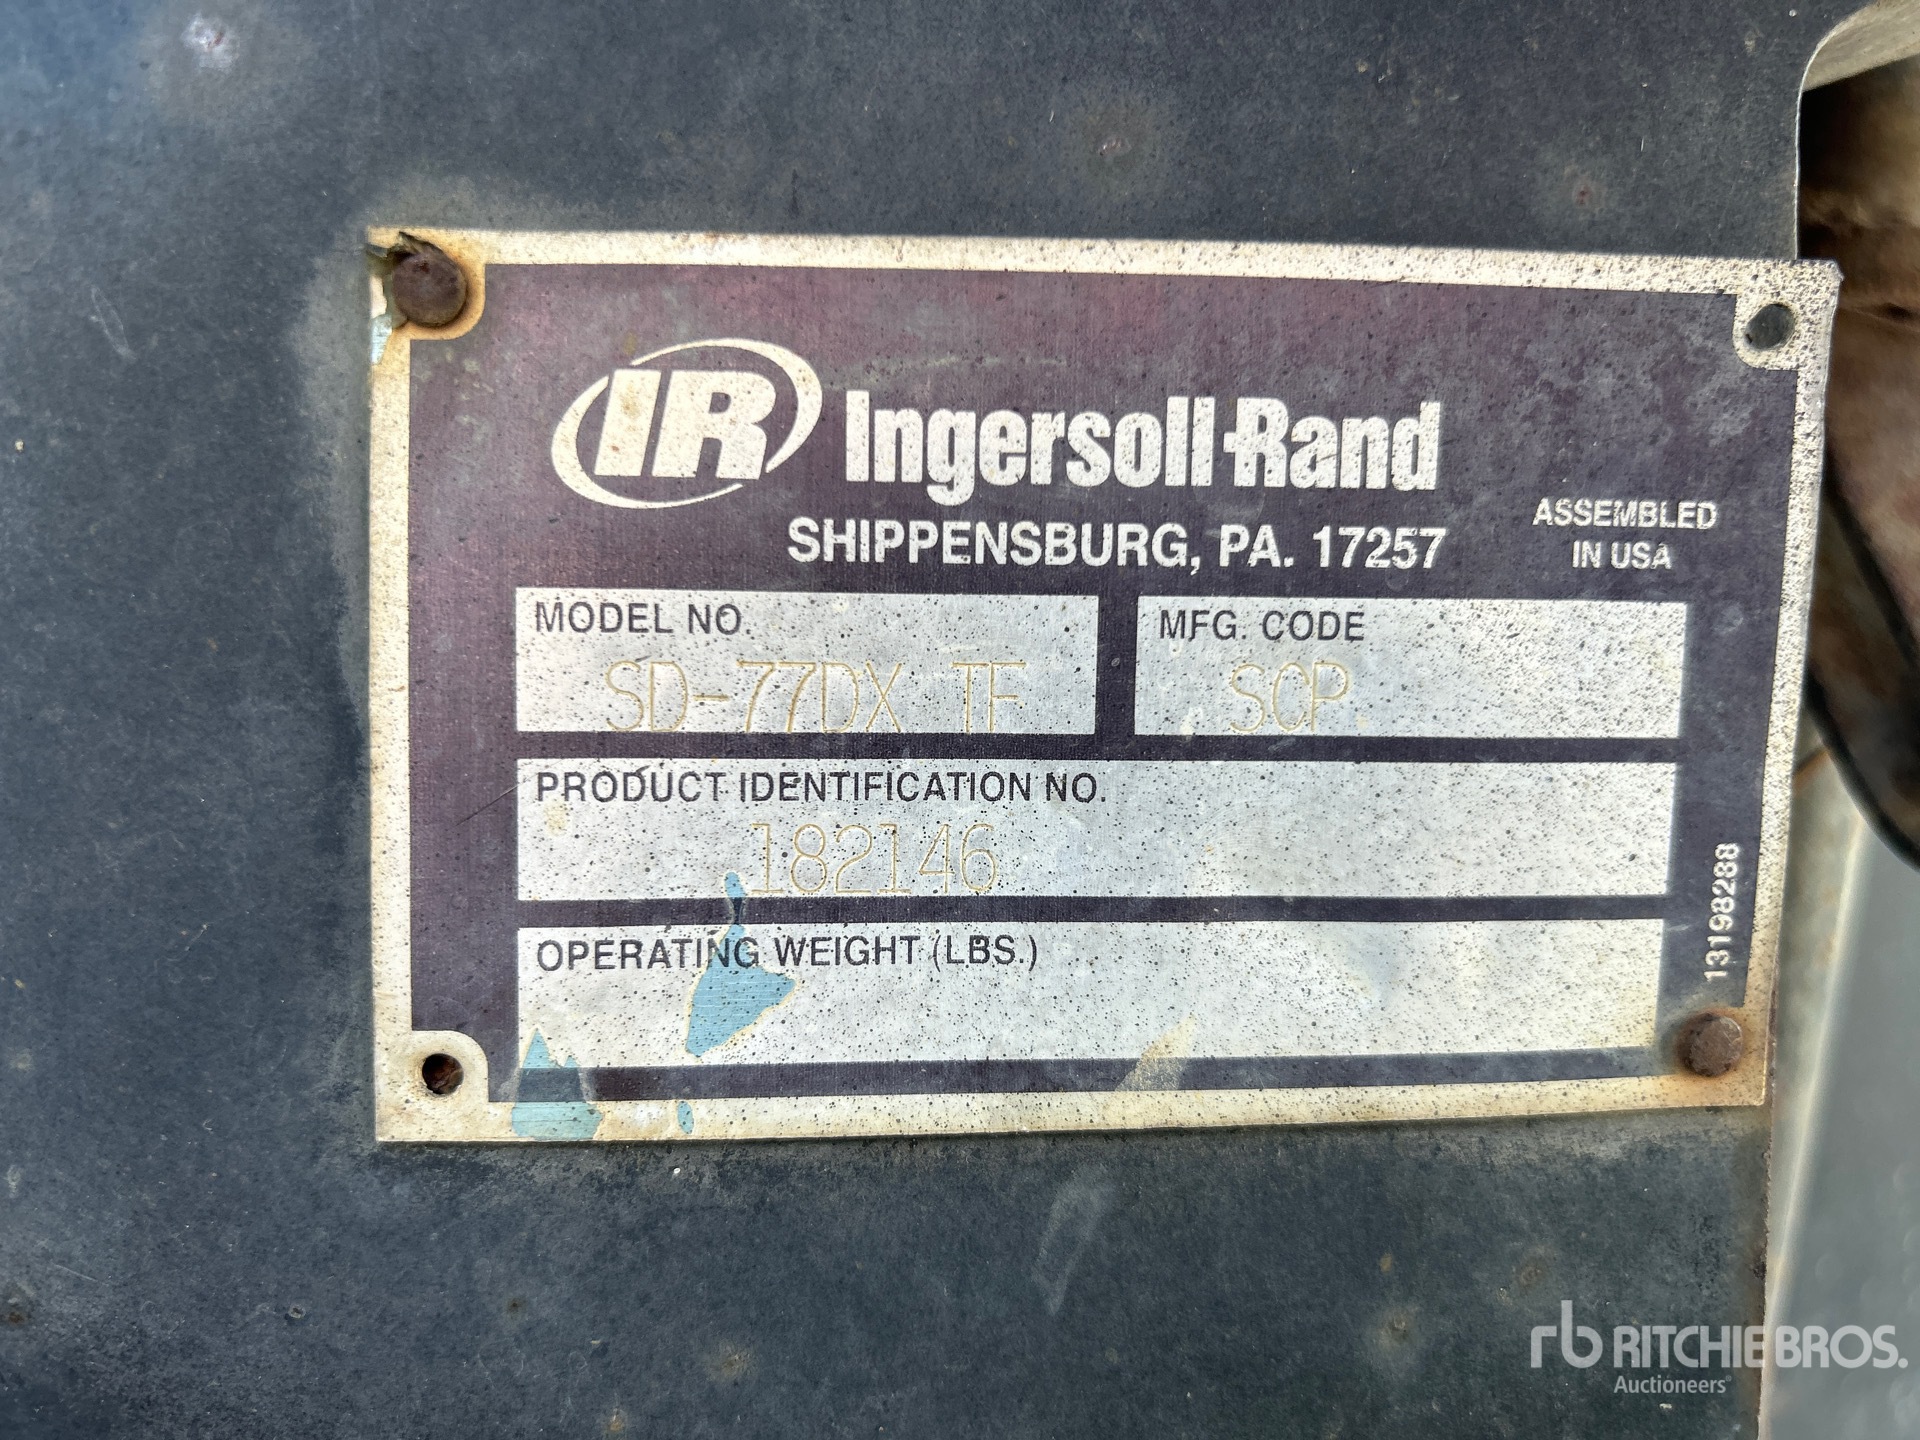 IR Ingersoll-Rand
SHIPPENSBURG, PA. 17257
ASSEMBLED
IN USA
MODEL NO.
SD-77DX TF
MFG. CODE
SCP
PRODUCT IDENTIFICATION NO.
182146
OPERATING WEIGHT (LBS.)
13198288
rb RITCHIE BROS.
Auctioneers